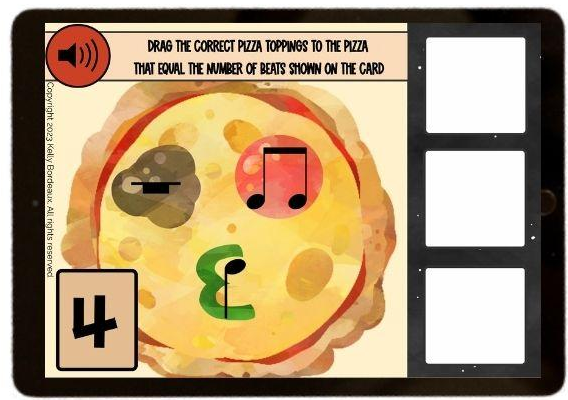 DRAG THE CORRECT PIZZA TOPPINGS TO THE PIZZA
THAT EQUAL THE NUMBER OF BEATS SHOWN ON THE CARD
Copyright 2023 Kelly Bordeaux. All rights reserved
4